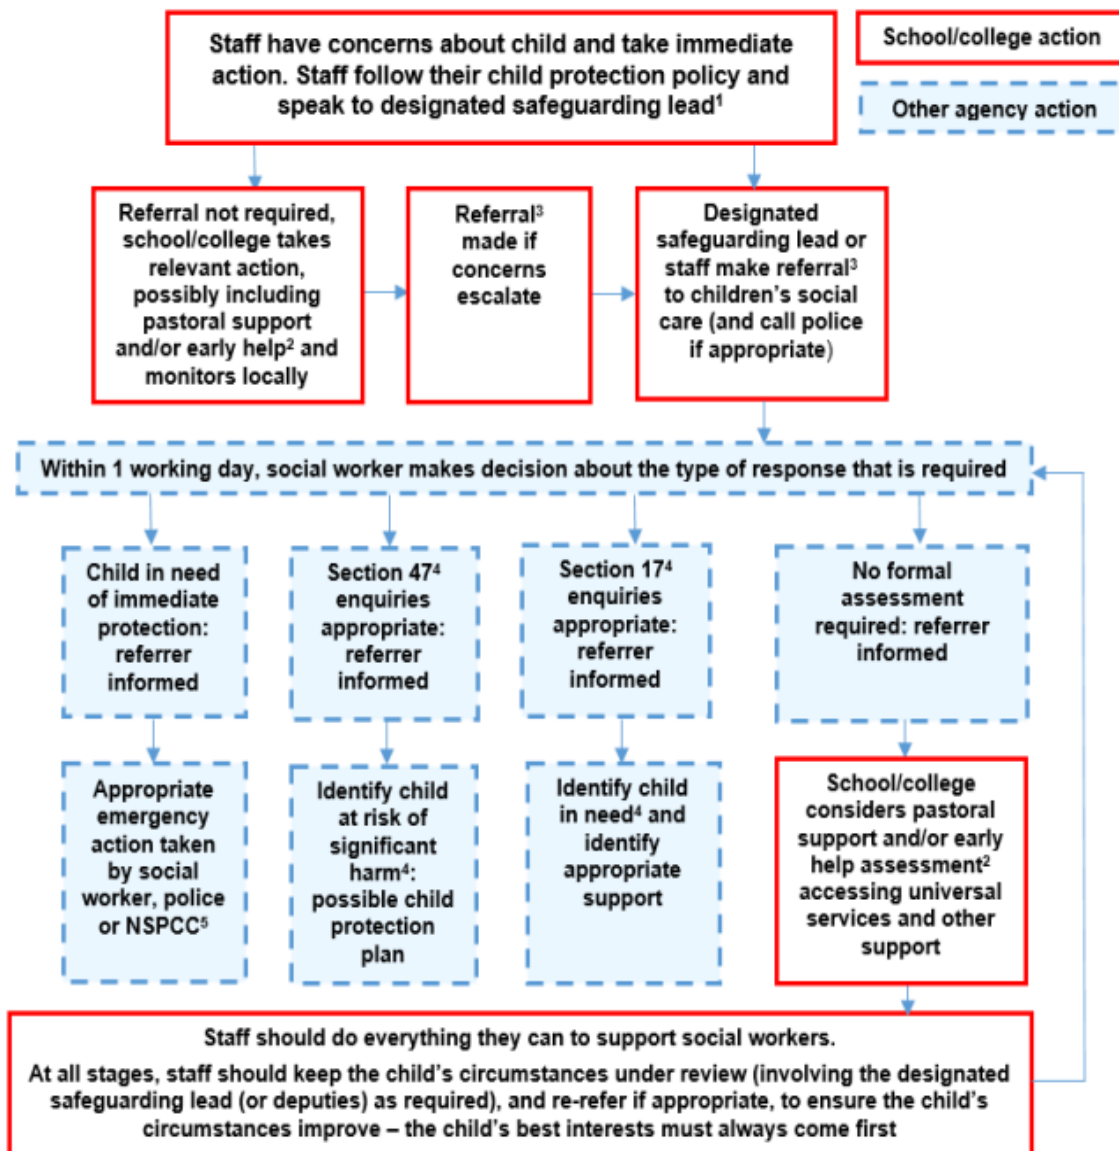 Staff have concerns about child and take immediate
action. Staff follow their child protection policy and
speak to designated safeguarding lead¹
School/college action
Other agency action
Referral not required,
school/college takes
relevant action,
possibly including
pastoral support
and/or early help² and
monitors locally
Referral³
made if
concerns
escalate
Designated
safeguarding lead or
staff make referral³
to children’s social
care (and call police
if appropriate)
Within 1 working day, social worker makes decision about the type of response that is required
Child in need
of immediate
protection:
referrer
informed
Section 47⁴
enquiries
appropriate:
referrer
informed
Section 17⁴
enquiries
appropriate:
referrer
informed
No formal
assessment
required: referrer
informed
Appropriate
emergency
action taken
by social
worker, police
or NSPCC⁵
Identify child
at risk of
significant
harm⁴:
possible child
protection
plan
Identify child
in need⁴ and
identify
appropriate
support
School/college
considers pastoral
support and/or early
help assessment²
accessing universal
services and other
support
Staff should do everything they can to support social workers.
At all stages, staff should keep the child’s circumstances under review (involving the designated
safeguarding lead (or deputies) as required), and re-refer if appropriate, to ensure the child’s
circumstances improve – the child’s best interests must always come first